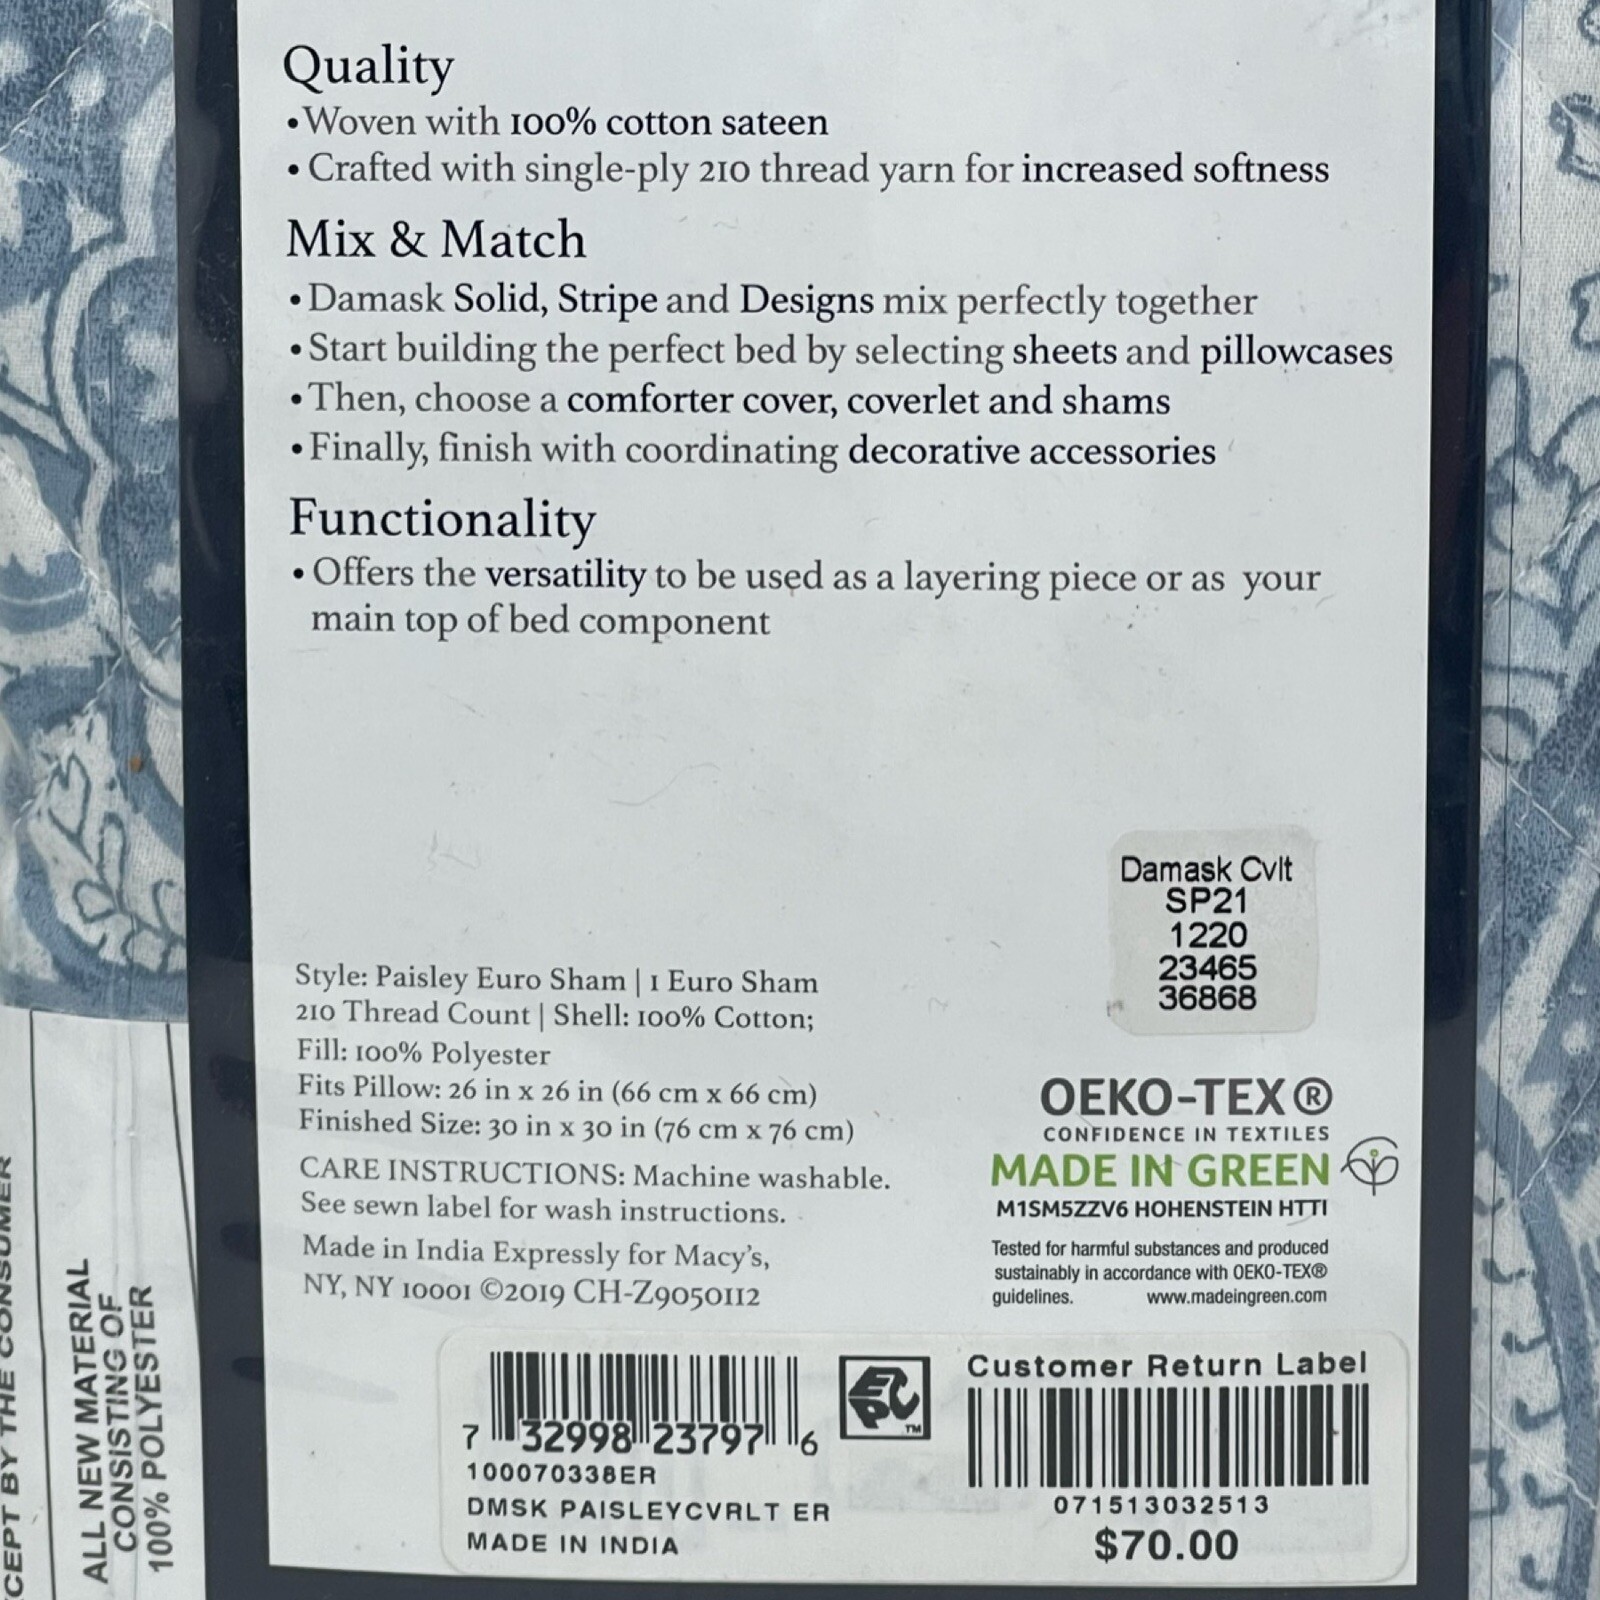 Quality
•Woven with 100% cotton sateen
• Crafted with single-ply 210 thread yarn for increased softness
Mix & Match
•Damask Solid, Stripe and Designs mix perfectly together
•Start building the perfect bed by selecting sheets and pillowcases
•Then, choose a comforter cover, coverlet and shams
•Finally, finish with coordinating decorative accessories
Functionality
• Offers the versatility to be used as a layering piece or as your
main top of bed component
Damask Cvlt
SP21
1220
23465
36868
Style: Paisley Euro Sham | 1 Euro Sham
210 Thread Count | Shell: 100% Cotton;
Fill: 100% Polyester
Fits Pillow: 26 in x 26 in (66 cm x 66 cm)
Finished Size: 30 in x 30 in (76 cm x 76 cm)
CARE INSTRUCTIONS: Machine washable.
See sewn label for wash instructions.
Made in India Expressly for Macy's,
NY, NY 10001 ©2019 CH-Z9050112
OEKO-TEX®
CONFIDENCE IN TEXTILES
MADE IN GREEN
M1SM5ZZV6 HOHENSTEIN HTTI
Tested for harmful substances and produced
sustainably in accordance with OEKO-TEX®
guidelines. www.madeingreen.com
7 32998 23797 6
100070338ER
DMSK PAISLEYCVRLT ER
MADE IN INDIA
EPC™
Customer Return Label
071513032513
$70.00
BY THE CONSUMER
ALL NEW MATERIAL
CONSISTING OF
100% POLYESTER